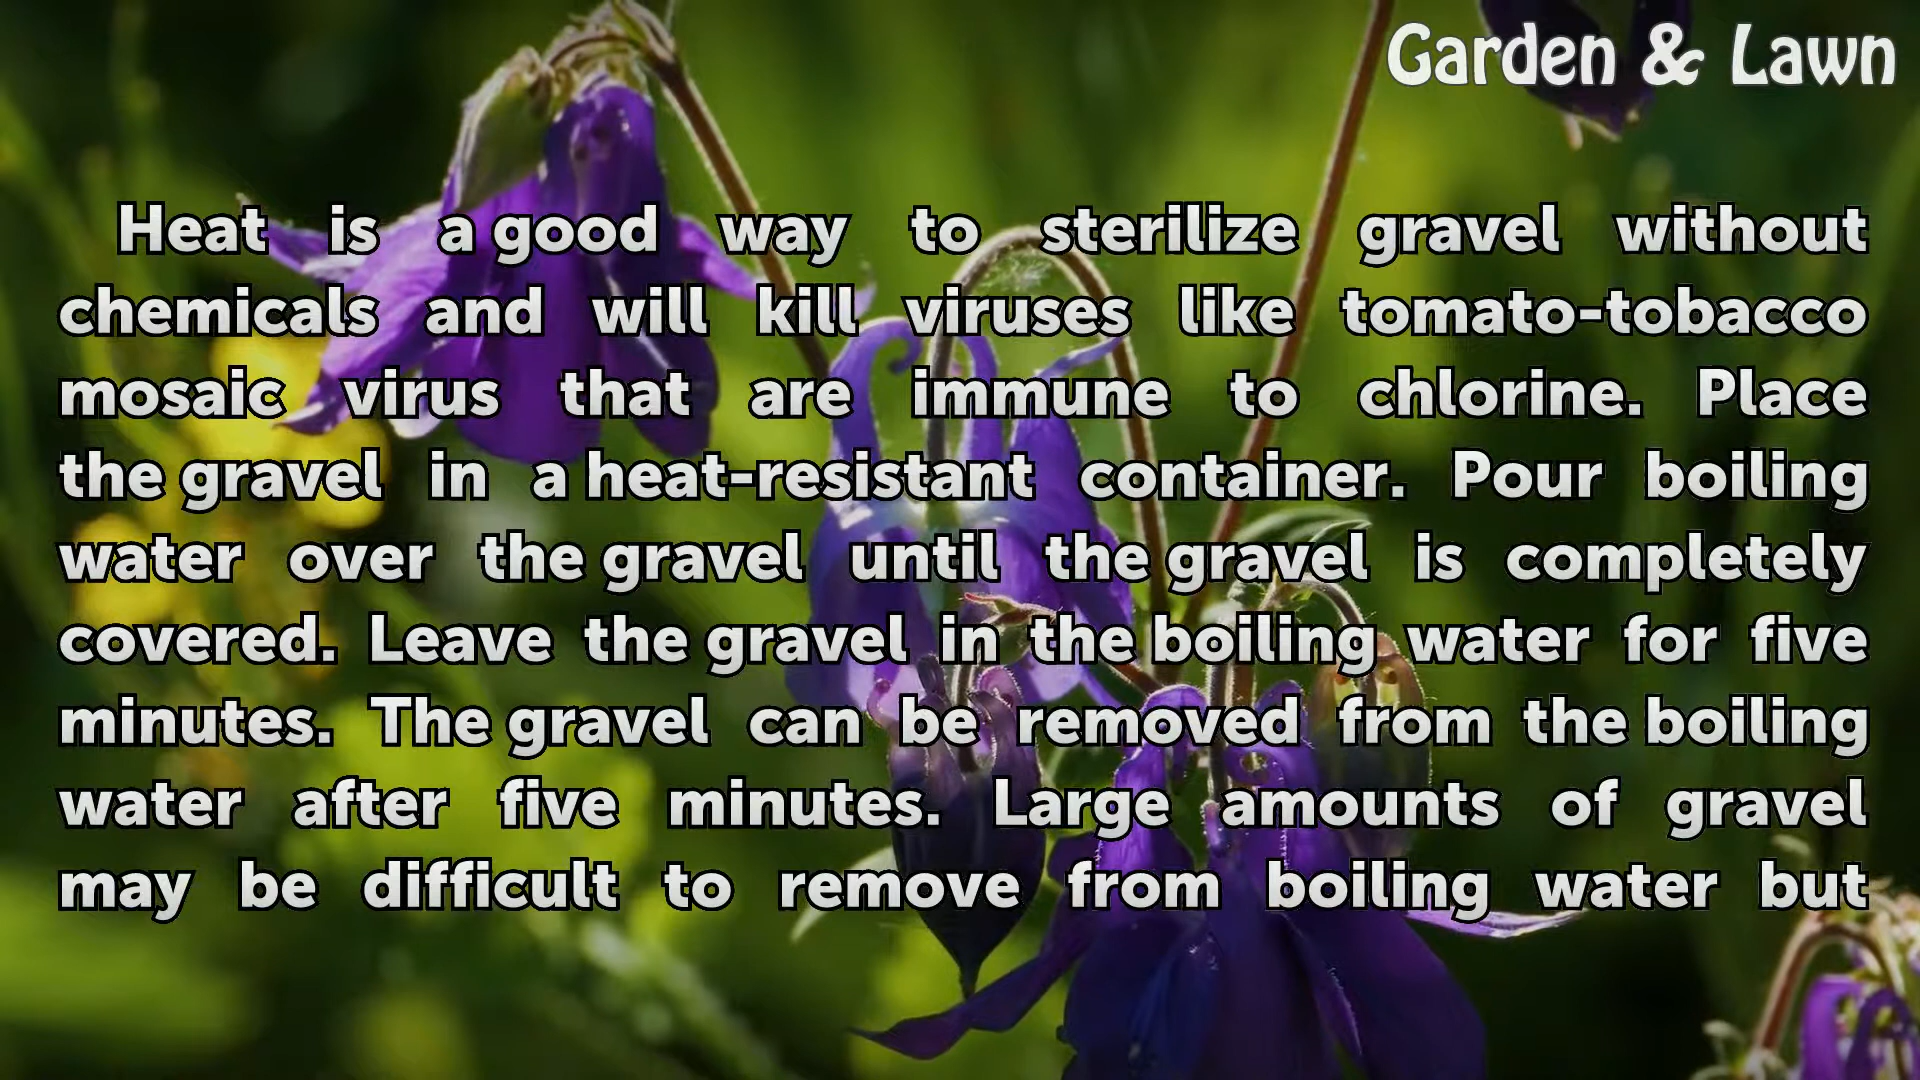 Garden & Lawn
Heat is a good way to sterilize gravel without
chemicals and will kill viruses like tomato-tobacco
mosaic virus that are immune to chlorine. Place
the gravel in a heat-resistant container. Pour boiling
water over the gravel until the gravel is completely
covered. Leave the gravel in the boiling water for five
minutes. The gravel can be removed from the boiling
water after five minutes. Large amounts of gravel
may be difficult to remove from boiling water but